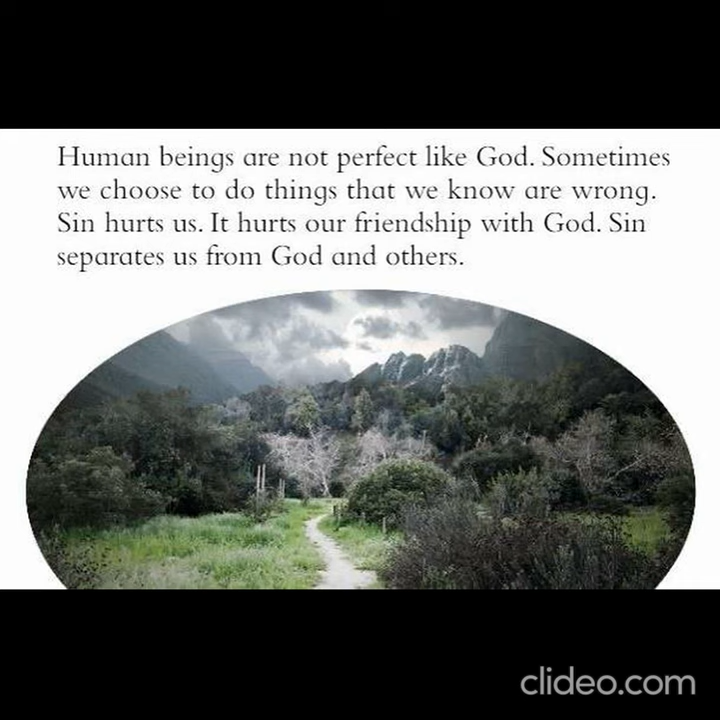 Human beings are not perfect like God. Sometimes
we choose to do things that we know are wrong.
Sin hurts us. It hurts our friendship with God. Sin
separates us from God and others.
clideo.com